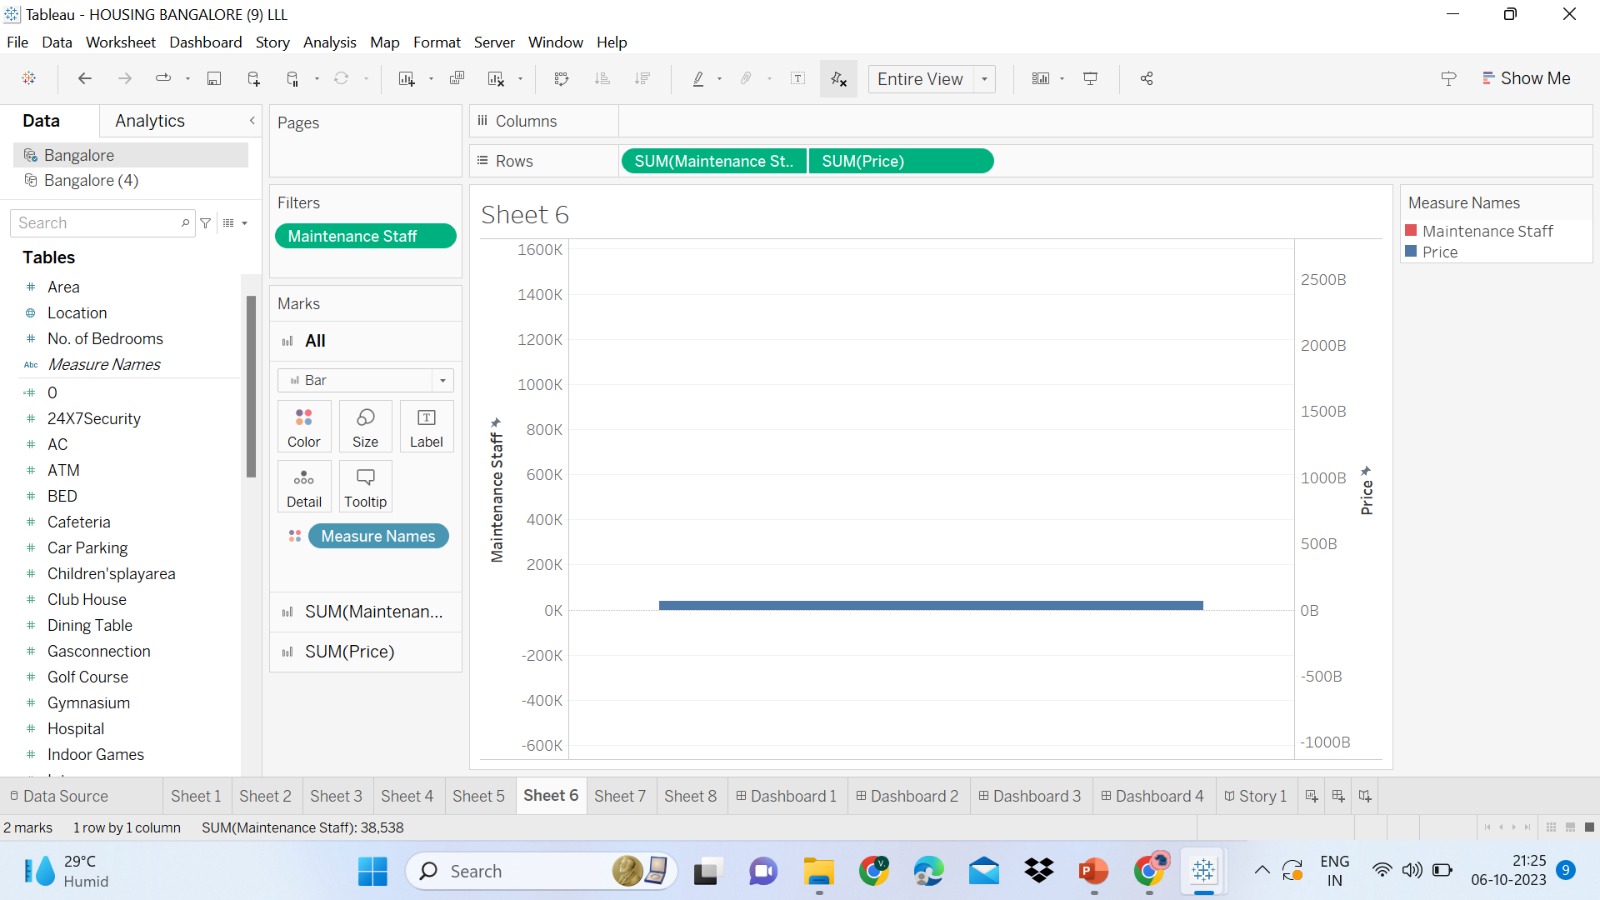 Tableau - HOUSING BANGALORE (9) LLL
File Data Worksheet Dashboard Story Analysis Map Format Server Window Help
Entire View
Show Me
Data Analytics
Bangalore
Bangalore (4)
Search
Tables
# Area
Location
# No. of Bedrooms
Abc Measure Names
=# 0
# 24X7Security
# AC
# ATM
# BED
# Cafeteria
# Car Parking
# Children'splayarea
# Club House
# Dining Table
# Gasconnection
# Golf Course
# Gymnasium
# Hospital
# Indoor Games
Pages
Filters
Maintenance Staff
Marks
All
Bar
Color Size Label
Detail Tooltip
Measure Names
SUM(Maintenan...
SUM(Price)
Columns
Rows SUM(Maintenance St.. SUM(Price)
Sheet 6
Maintenance Staff
1600K
1400K
1200K
1000K
800K
600K
400K
200K
0K
-200K
-400K
-600K
2500B
2000B
1500B
1000B
500B
0B
-500B
-1000B
Price
Measure Names
Maintenance Staff
Price
Data Source Sheet 1 Sheet 2 Sheet 3 Sheet 4 Sheet 5 Sheet 6 Sheet 7 Sheet 8 Dashboard 1 Dashboard 2 Dashboard 3 Dashboard 4 Story 1
2 marks 1 row by 1 column SUM(Maintenance Staff): 38,538
29°C
Humid
Search
ENG
IN
21:25
06-10-2023
9